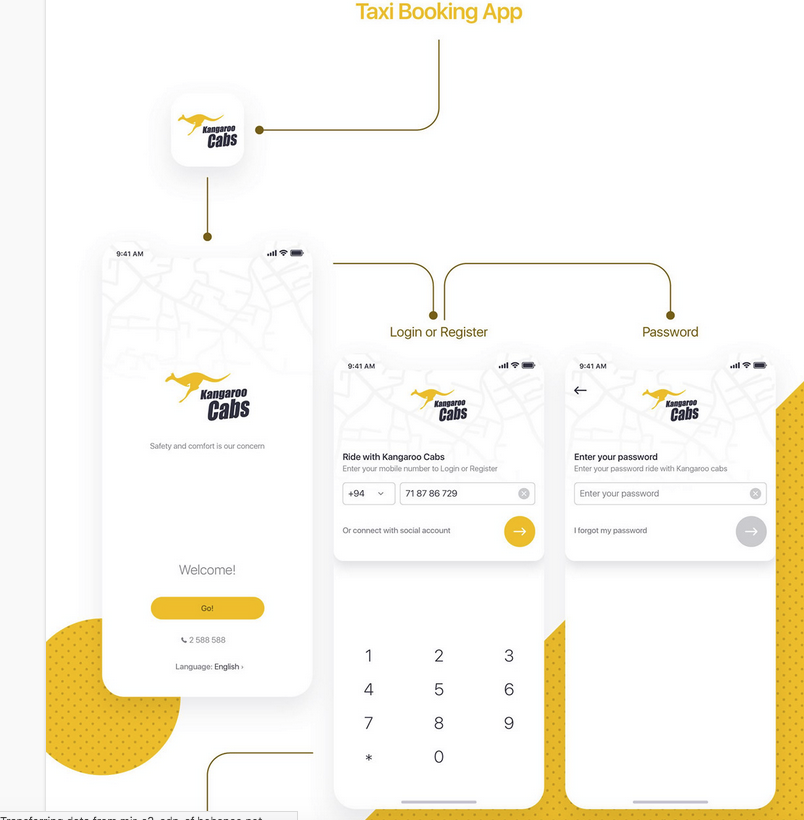 Taxi Booking App
Kangaroo
Cabs
9:41 AM
Kangaroo
Cabs
Safety and comfort is our concern
Welcome!
Go!
2 588 588
Language: English ›
Login or Register
9:41 AM
Kangaroo
Cabs
Ride with Kangaroo Cabs
Enter your mobile number to Login or Register
+94
71 87 86 729
Or connect with social account
1 2 3
4 5 6
7 8 9
* 0
Password
9:41 AM
Kangaroo
Cabs
Enter your password
Enter your password ride with Kangaroo cabs
Enter your password
I forgot my password
Transferring data from